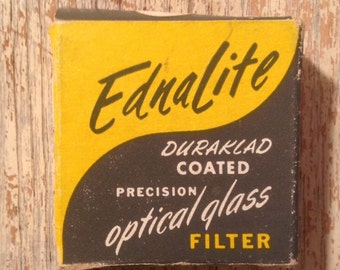 EdnaLite
DURAKLAD
COATED
PRECISION
optical glass
FILTER